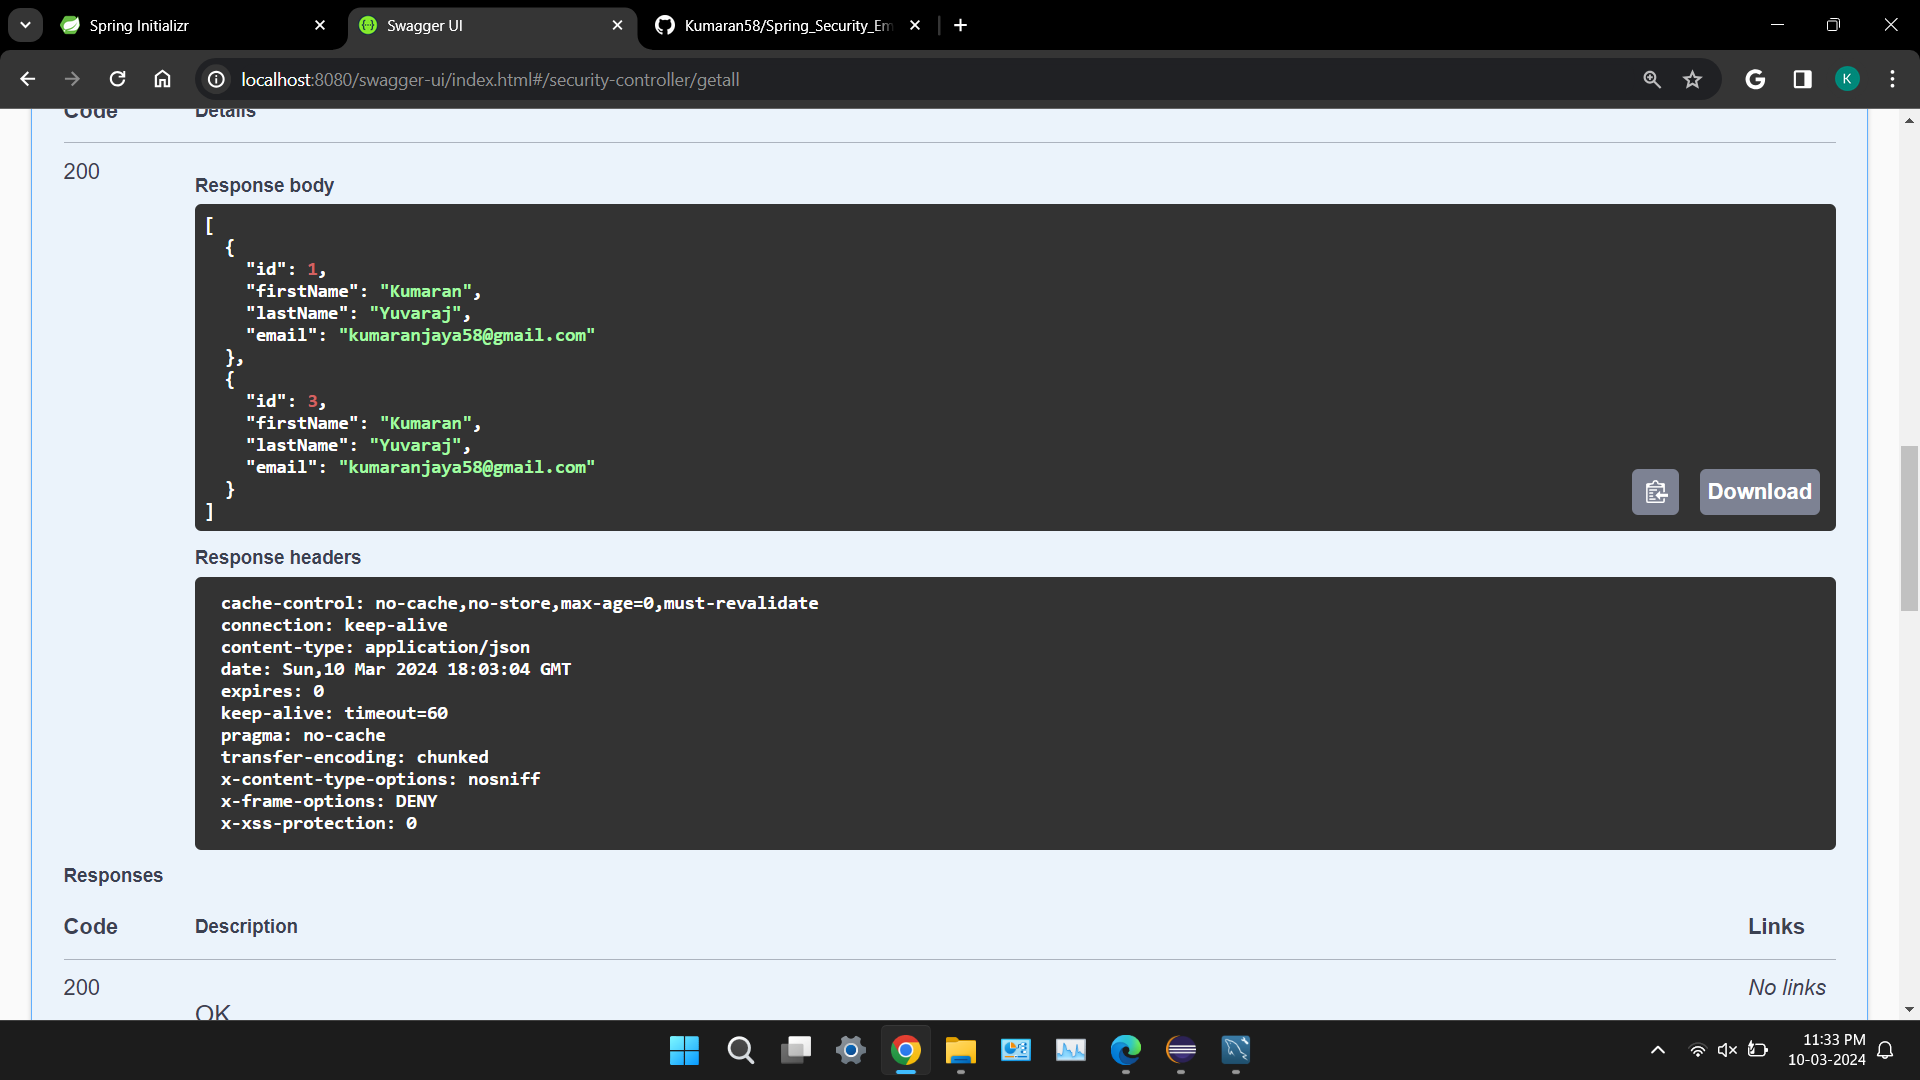 Spring Initializr
Swagger UI
Kumaran58/Spring_Security_Em
localhost:8080/swagger-ui/index.html#/security-controller/getall
K
Code Details
200
Response body
[
{
"id": 1,
"firstName": "Kumaran",
"lastName": "Yuvaraj",
"email": "kumaranjaya58@gmail.com"
},
{
"id": 3,
"firstName": "Kumaran",
"lastName": "Yuvaraj",
"email": "kumaranjaya58@gmail.com"
}
]
Download
Response headers
cache-control: no-cache,no-store,max-age=0,must-revalidate
connection: keep-alive
content-type: application/json
date: Sun,10 Mar 2024 18:03:04 GMT
expires: 0
keep-alive: timeout=60
pragma: no-cache
transfer-encoding: chunked
x-content-type-options: nosniff
x-frame-options: DENY
x-xss-protection: 0
Responses
Code Description Links
200 No links
OK
11:33 PM
10-03-2024